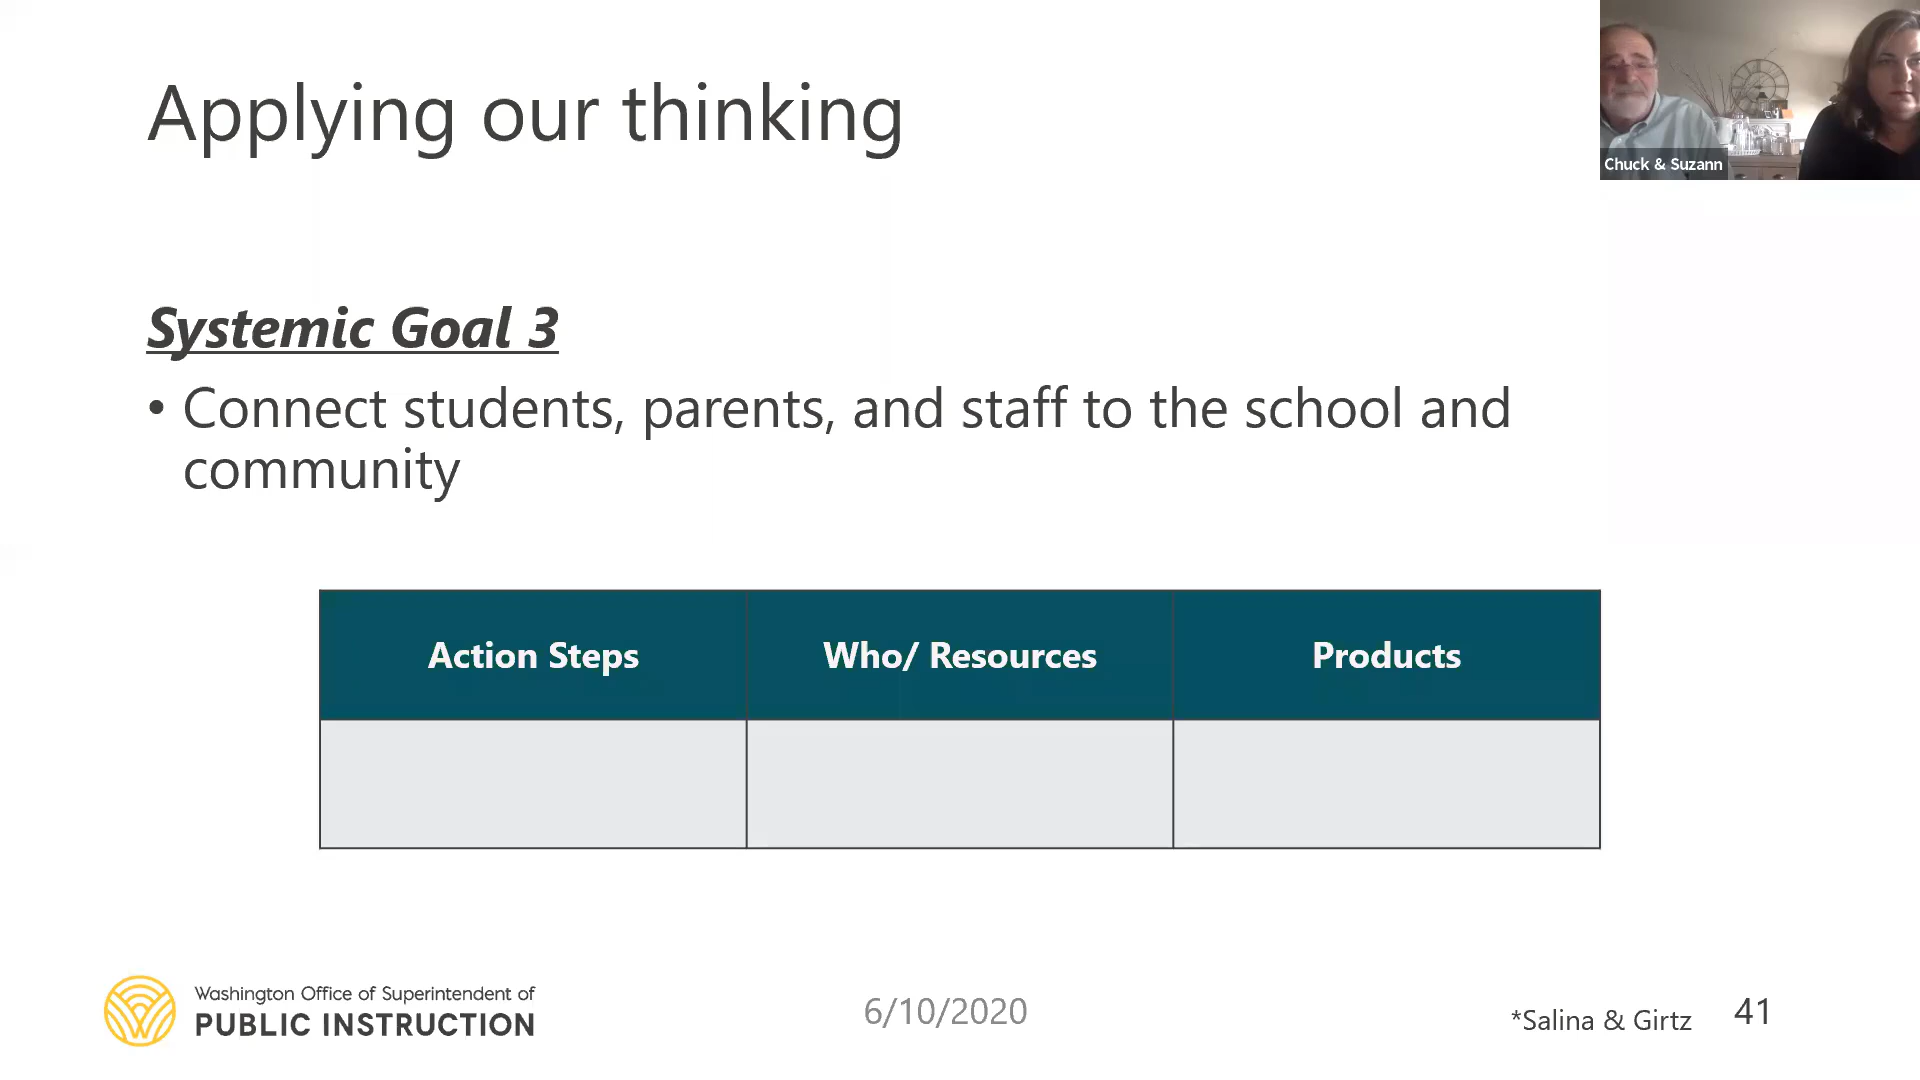 Applying our thinking
Chuck & Suzann
Systemic Goal 3
• Connect students, parents, and staff to the school and
community
Action Steps
Who/ Resources
Products
Washington Office of Superintendent of
PUBLIC INSTRUCTION
6/10/2020
*Salina & Girtz
41